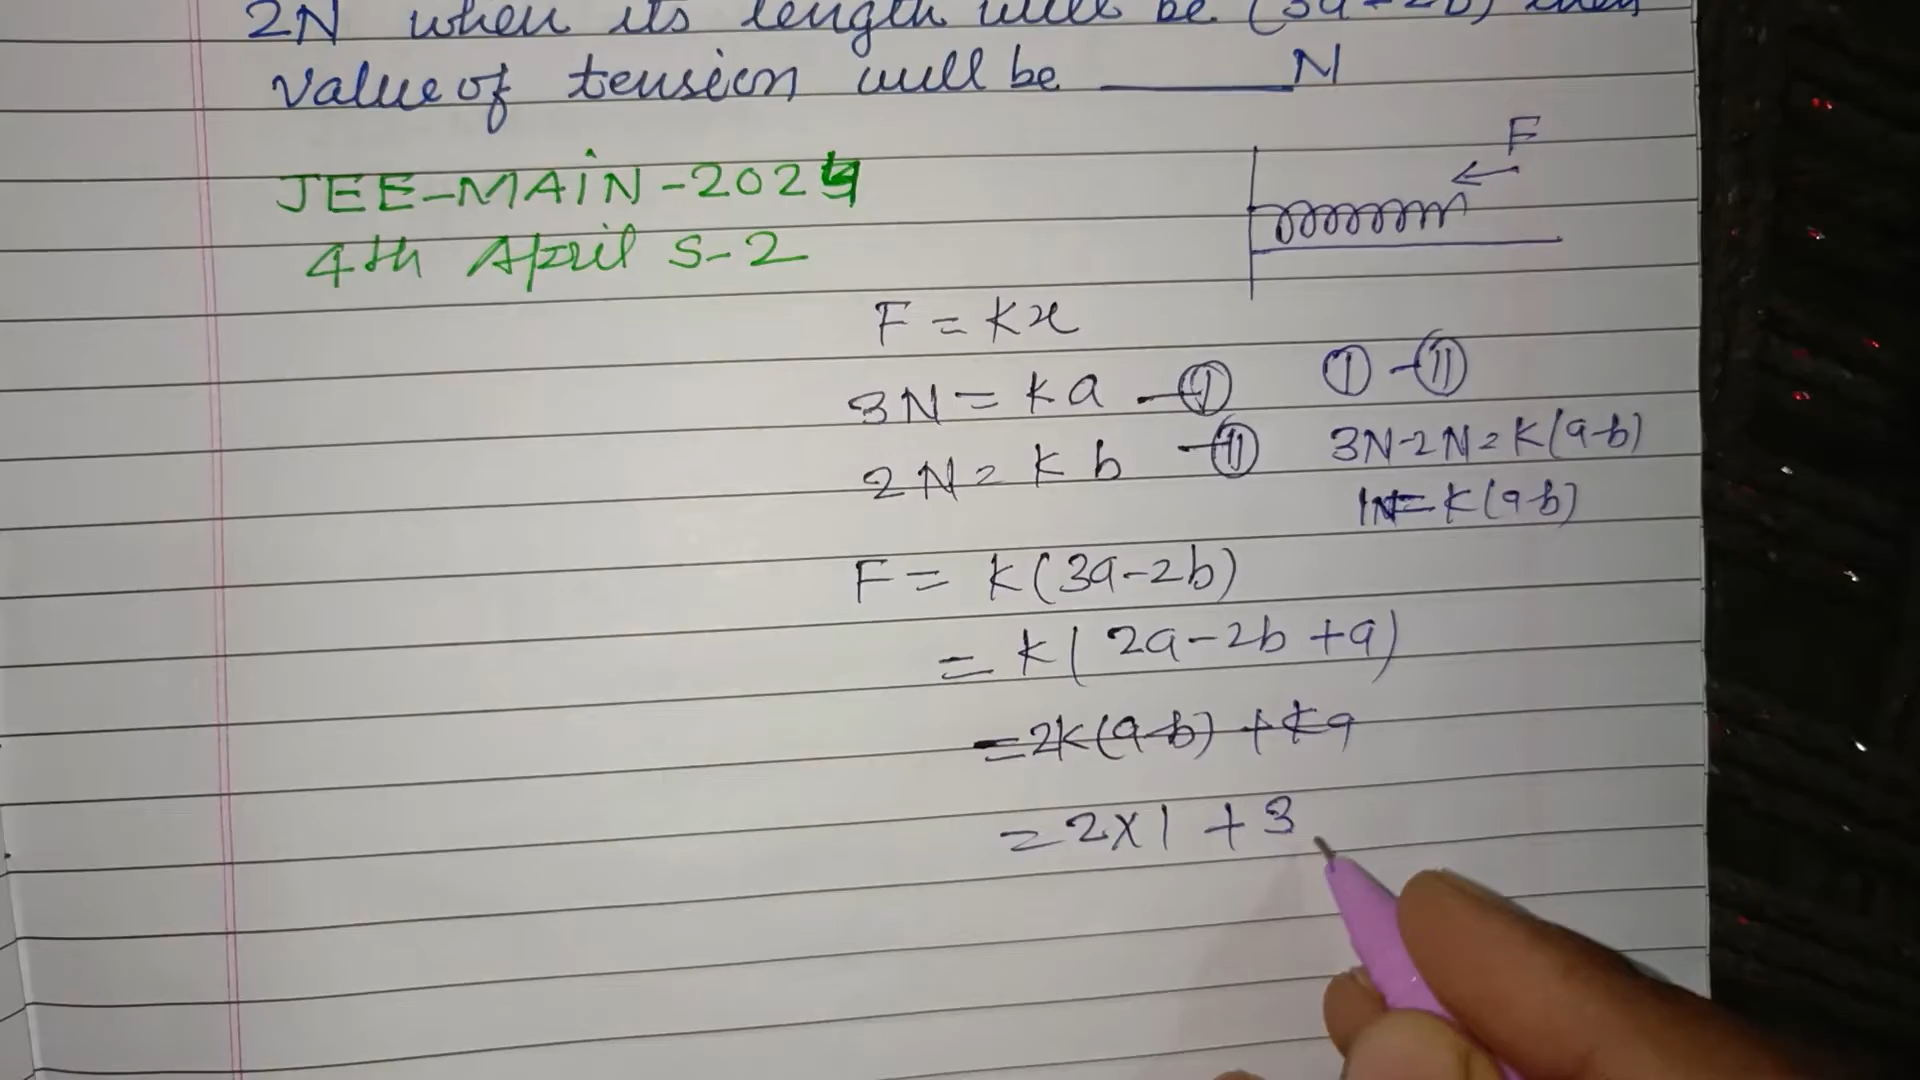 2N when its length will be (3a-2b) then
value of tension will be ______ N
JEE-MAIN-2024
4th April S-2
F
F = Kx
3N = Ka - (I)
(I) - (II)
2N = Kb - (II)
3N-2N = K(a-b)
1N = K(a-b)
F = K(3a-2b)
= K(2a-2b+a)
= 2K(a-b) + Ka
= 2x1 + 3